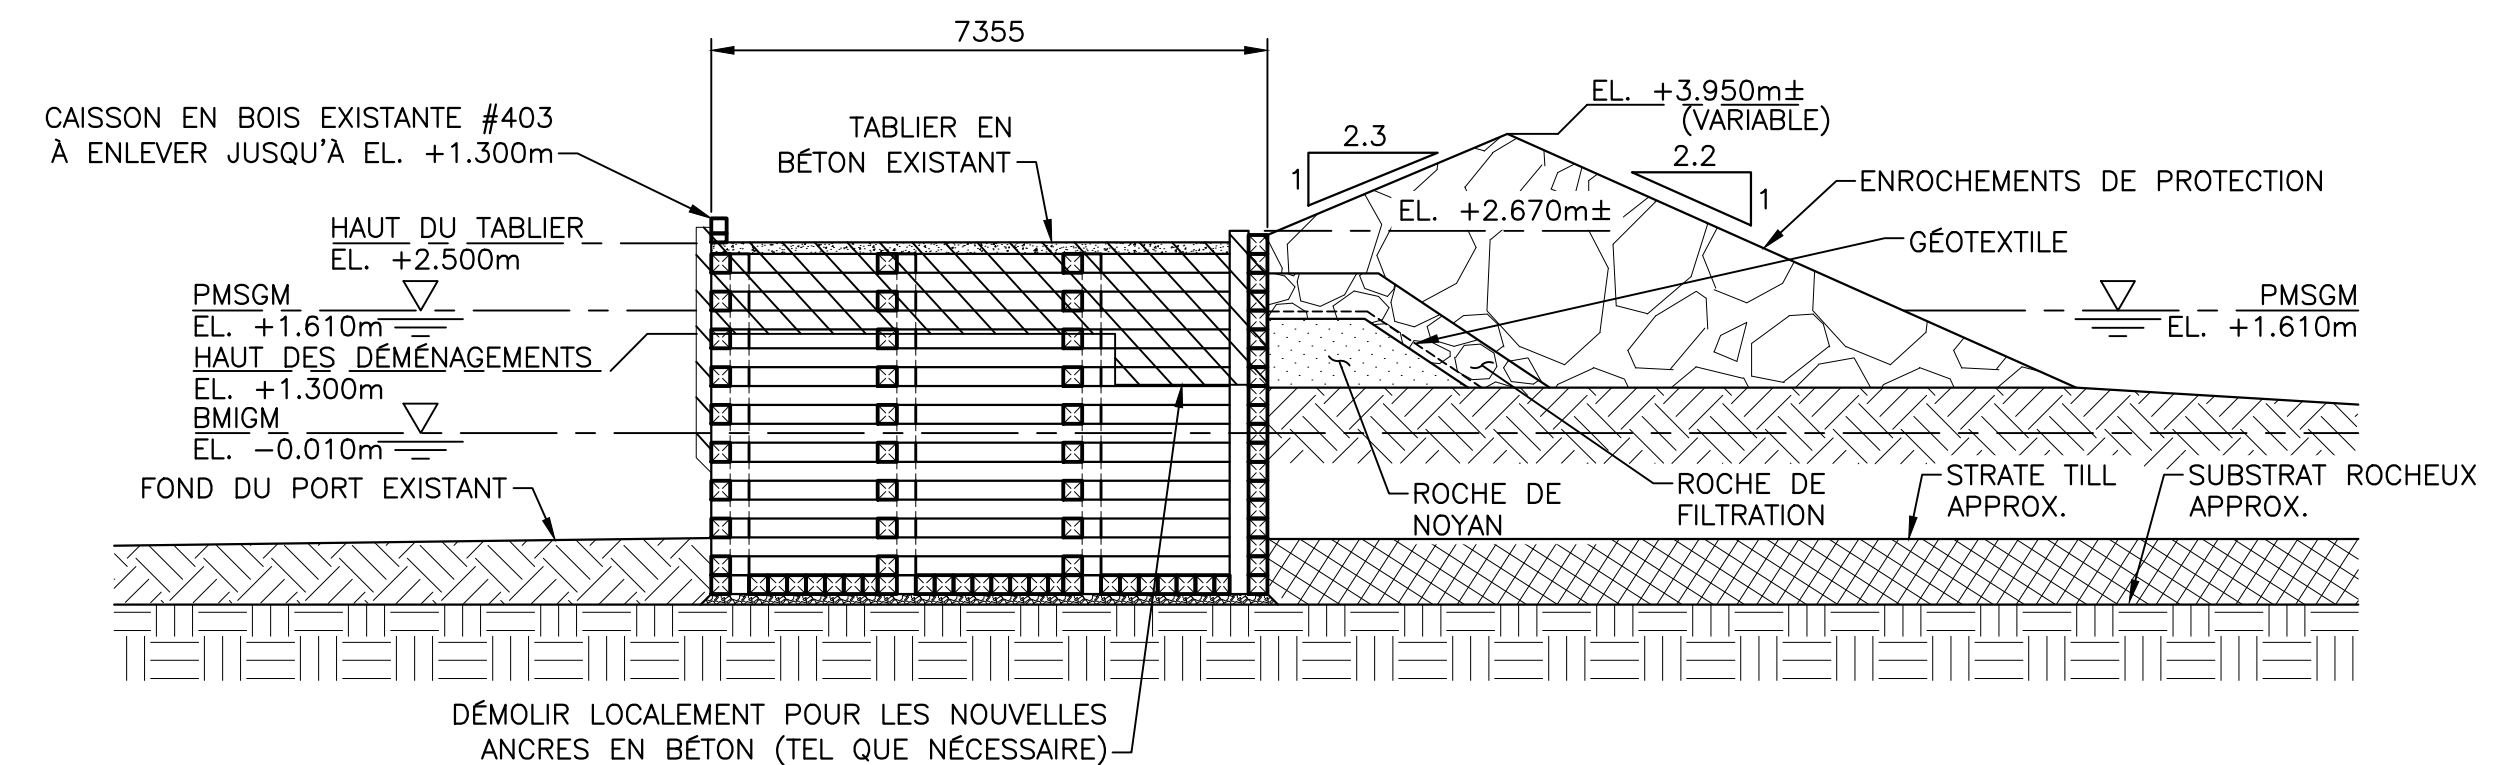 7355
EL. +3.950m±
(VARIABLE)
CAISSON EN BOIS EXISTANTE #403
À ENLEVER JUSQU'À EL. +1.300m
TABLIER EN
BÉTON EXISTANT
2.3
1
2.2
1
ENROCHEMENTS DE PROTECTION
EL. +2.670m±
HAUT DU TABLIER
EL. +2.500m
GÉOTEXTILE
PMSGM
EL. +1.610m
PMSGM
EL. +1.610m
HAUT DES DÉMÉNAGEMENTS
EL. +1.300m
BMIGM
EL. -0.010m
FOND DU PORT EXISTANT
ROCHE DE
NOYAN
ROCHE DE
FILTRATION
STRATE TILL
APPROX.
SUBSTRAT ROCHEUX
APPROX.
DÉMOLIR LOCALEMENT POUR LES NOUVELLES
ANCRES EN BÉTON (TEL QUE NÉCESSAIRE)